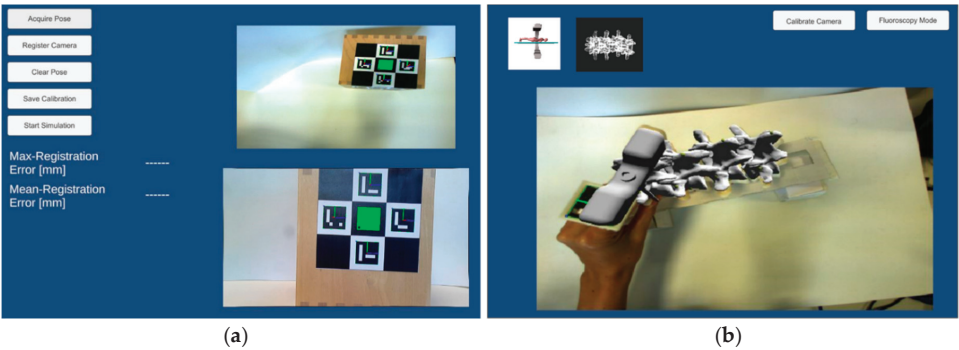 Acquire Pose
Register Camera
Clear Pose
Save Calibration
Start Simulation
Max-Registration
Error [mm]
------
Mean-Registration
Error [mm]
------
Calibrate Camera
Fluoroscopy Mode
(a)
(b)